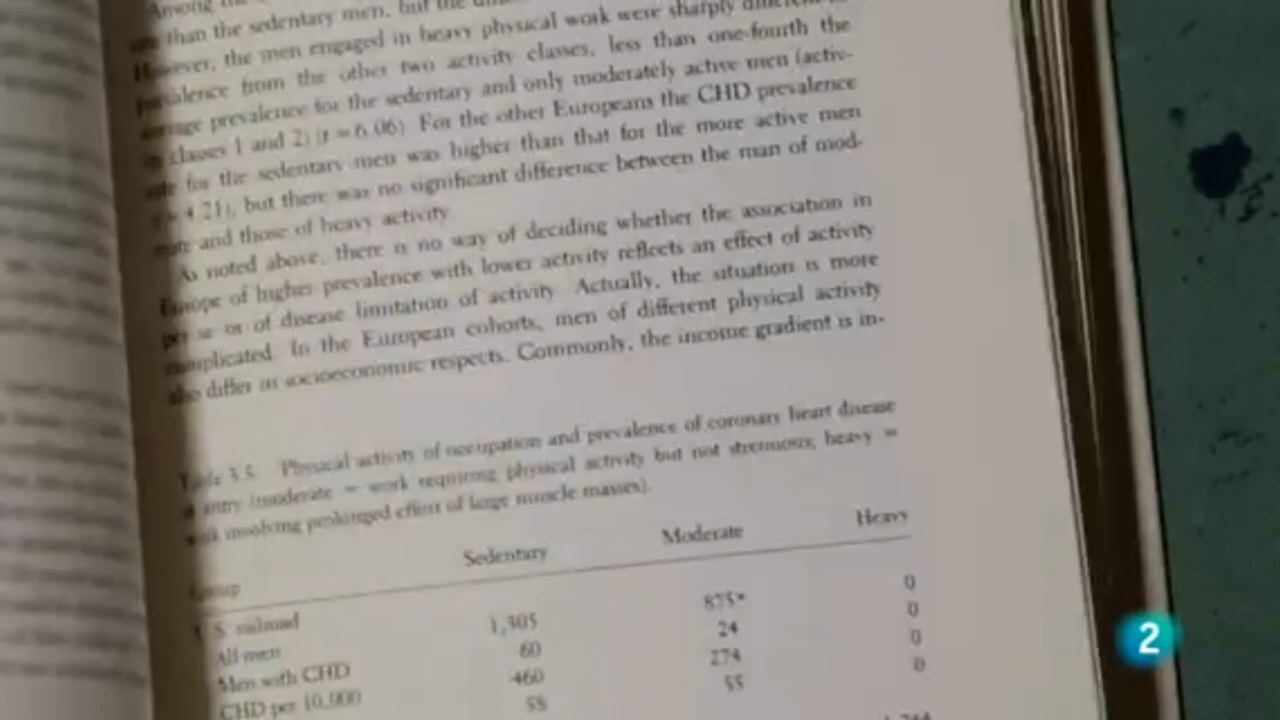 Among
than the sedentary men, but the
However, the men engaged in heavy physical work were sharply
prevalence from the other two activity classes, less than one-fourth the
average prevalence for the sedentary and only moderately active men (activ-
ity classes 1 and 2) (t = 6.06). For the other Europeans the CHD prevalence
rate for the sedentary men was higher than that for the more active men
4.21), but there was no significant difference between the man of mod-
erate and those of heavy activity.
As noted above, there is no way of deciding whether the association in
Europe of higher prevalence with lower activity reflects an effect of activity
per se or of disease limitation of activity. Actually, the situation is more
complicated. In the European cohorts, men of different physical activity
also differ in socioeconomic respects. Commonly, the income gradient is in-
Table 3.5. Physical activity of occupation and prevalence of coronary heart disease
at entry (moderate = work requiring physical activity but not strenuous; heavy =
work involving prolonged effort of large muscle masses).
Group Sedentary Moderate Heavy
U.S. railroad
All men 1,305 875* 0
Men with CHD 60 24 0
CHD per 10,000 460 274 0
58 55 0
2